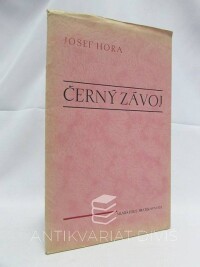 JOSEF HORA
ČERNÝ ZÁVOJ
ANTIKVARIÁT DIVIŠ